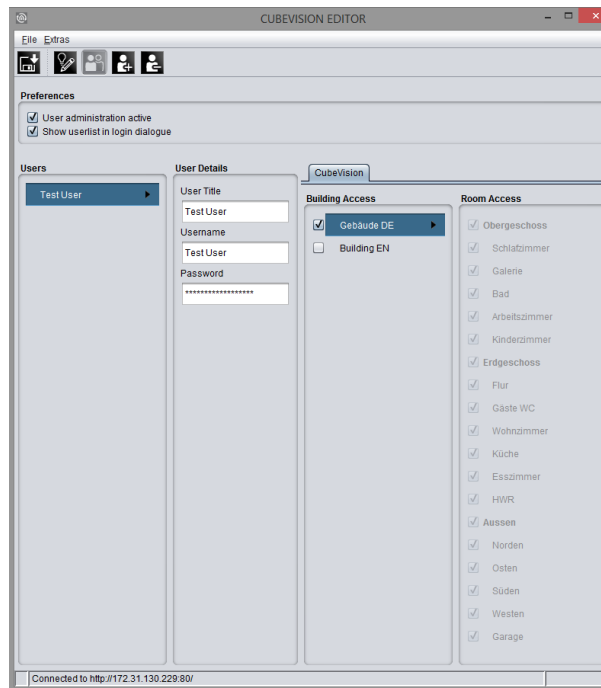 CUBEVISION EDITOR
File Extras
Preferences
User administration active
Show userlist in login dialogue
Users
Test User
User Details
User Title
Test User
Username
Test User
Password
******************
CubeVision
Building Access
Gebäude DE
Building EN
Room Access
Obergeschoss
Schlafzimmer
Galerie
Bad
Arbeitszimmer
Kinderzimmer
Erdgeschoss
Flur
Gäste WC
Wohnzimmer
Küche
Esszimmer
HWR
Aussen
Norden
Osten
Süden
Westen
Garage
Connected to http://172.31.130.229:80/